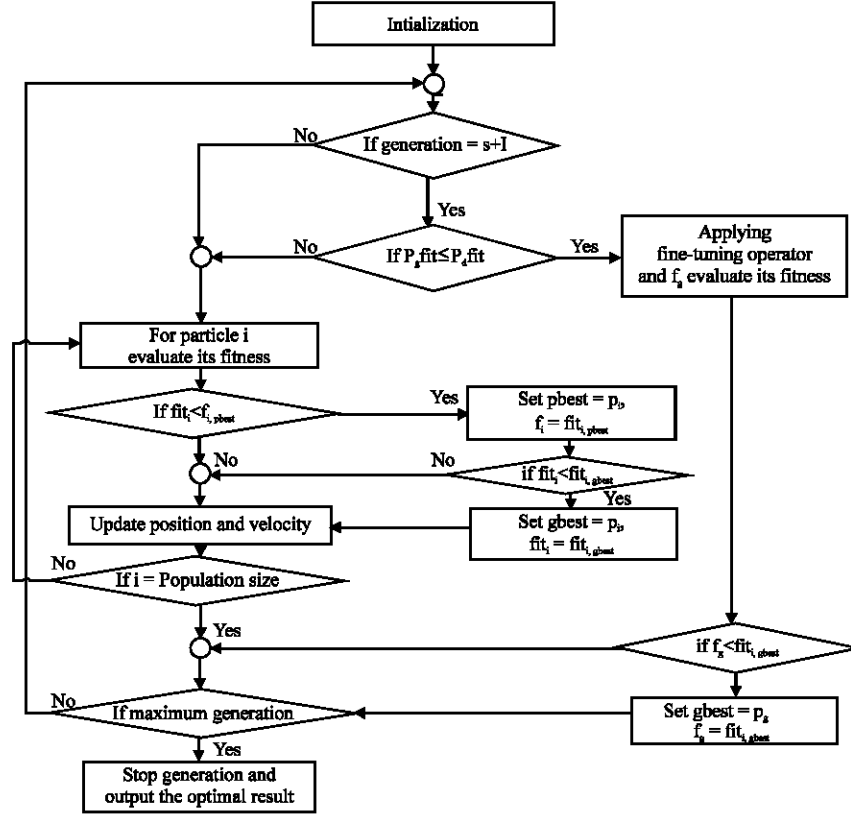 Intialization
No
If generation = s+I
Yes
No
If P_g fit≤P_d fit
Yes
Applying
fine-tuning operator
and f_g evaluate its fitness
For particle i
evaluate its fitness
If fit_i<f_i, pbest
Yes
Set pbest = p_i,
f_i = fit_i, pbest
No
No
if fit_i<fit_i, gbest
Yes
Update position and velocity
Set gbest = p_i,
fit_i = fit_i, gbest
No
If i = Population size
Yes
if f_g<fit_i, gbest
No
If maximum generation
Set gbest = p_g
f_g = fit_i, gbest
Yes
Stop generation and
output the optimal result